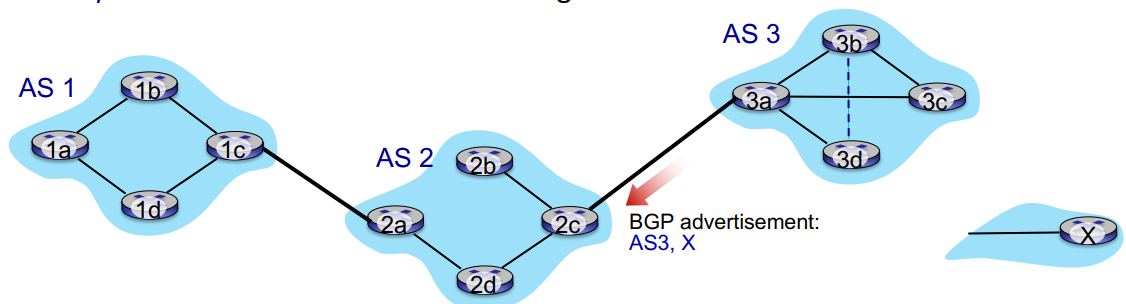 AS 3
3b
AS 1
1b
3a
3c
1a
1c
AS 2
2b
3d
1d
2a
2c
BGP advertisement:
AS3, X
X
2d